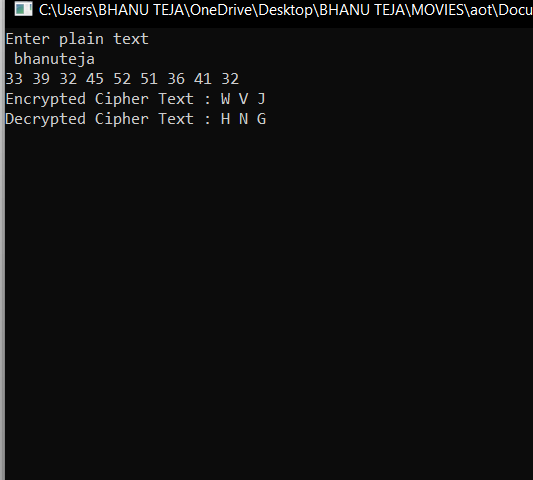 C:\Users\BHANU TEJA\OneDrive\Desktop\BHANU TEJA\MOVIES\aot\Docu
Enter plain text
bhanuteja
33 39 32 45 52 51 36 41 32
Encrypted Cipher Text : W V J
Decrypted Cipher Text : H N G